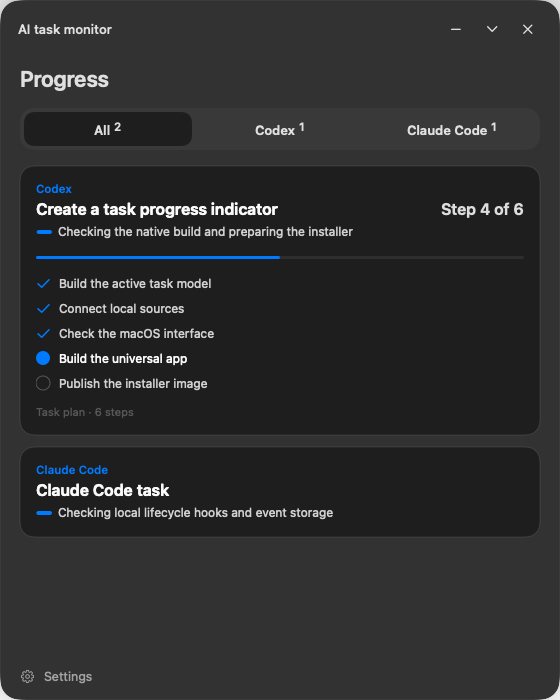 AI task monitor
Progress
All 2
Codex 1
Claude Code 1
Codex
Create a task progress indicator
Step 4 of 6
Checking the native build and preparing the installer
Build the active task model
Connect local sources
Check the macOS interface
Build the universal app
Publish the installer image
Task plan · 6 steps
Claude Code
Claude Code task
Checking local lifecycle hooks and event storage
Settings